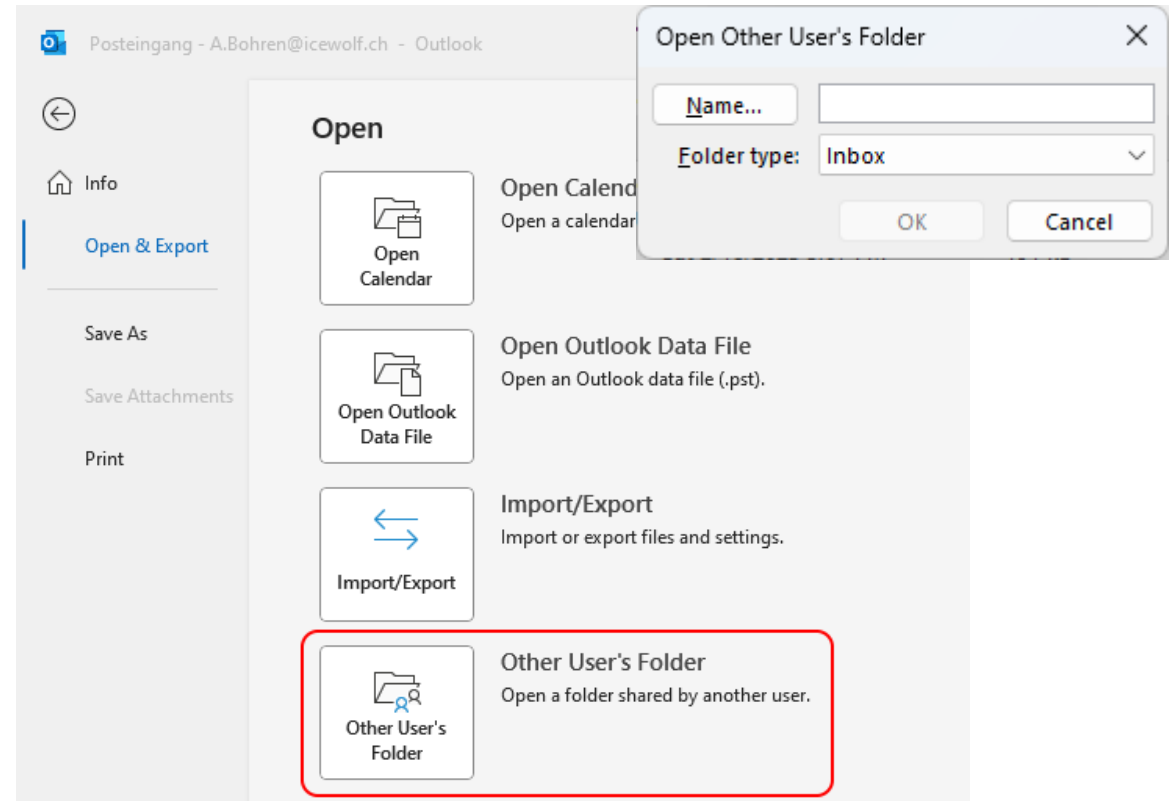 Posteingang - A.Bohren@icewolf.ch - Outlook
Open Other User's Folder
Name...
Folder type: Inbox
OK Cancel
Info
Open & Export
Save As
Save Attachments
Print
Open
Open
Calendar
Open Calend
Open a calendar
Open Outlook
Data File
Open Outlook Data File
Open an Outlook data file (.pst).
Import/Export
Import/Export
Import or export files and settings.
Other User's
Folder
Other User's Folder
Open a folder shared by another user.